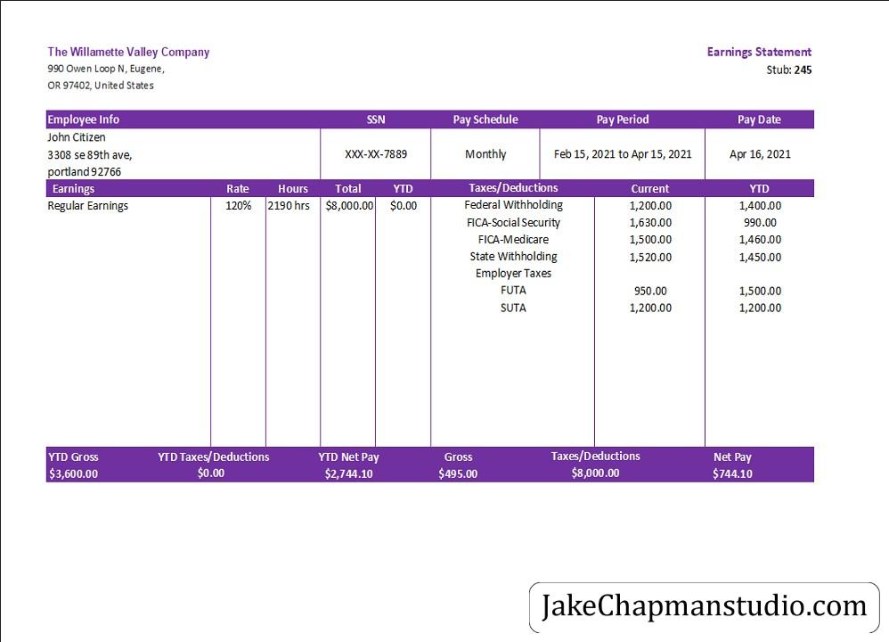 The Willamette Valley Company Earnings Statement
990 Owen Loop N, Eugene, Stub: 245
OR 97402, United States
Employee Info SSN Pay Schedule Pay Period Pay Date
John Citizen
3308 se 89th ave, XXX-XX-7889 Monthly Feb 15, 2021 to Apr 15, 2021 Apr 16, 2021
portland 92766
Earnings Rate Hours Total YTD Taxes/Deductions Current YTD
Regular Earnings 120% 2190 hrs $8,000.00 $0.00 Federal Withholding 1,200.00 1,400.00
FICA-Social Security 1,630.00 990.00
FICA-Medicare 1,500.00 1,460.00
State Withholding 1,520.00 1,450.00
Employer Taxes
FUTA 950.00 1,500.00
SUTA 1,200.00 1,200.00
YTD Gross YTD Taxes/Deductions YTD Net Pay Gross Taxes/Deductions Net Pay
$3,600.00 $0.00 $2,744.10 $495.00 $8,000.00 $744.10
JakeChapmanstudio.com